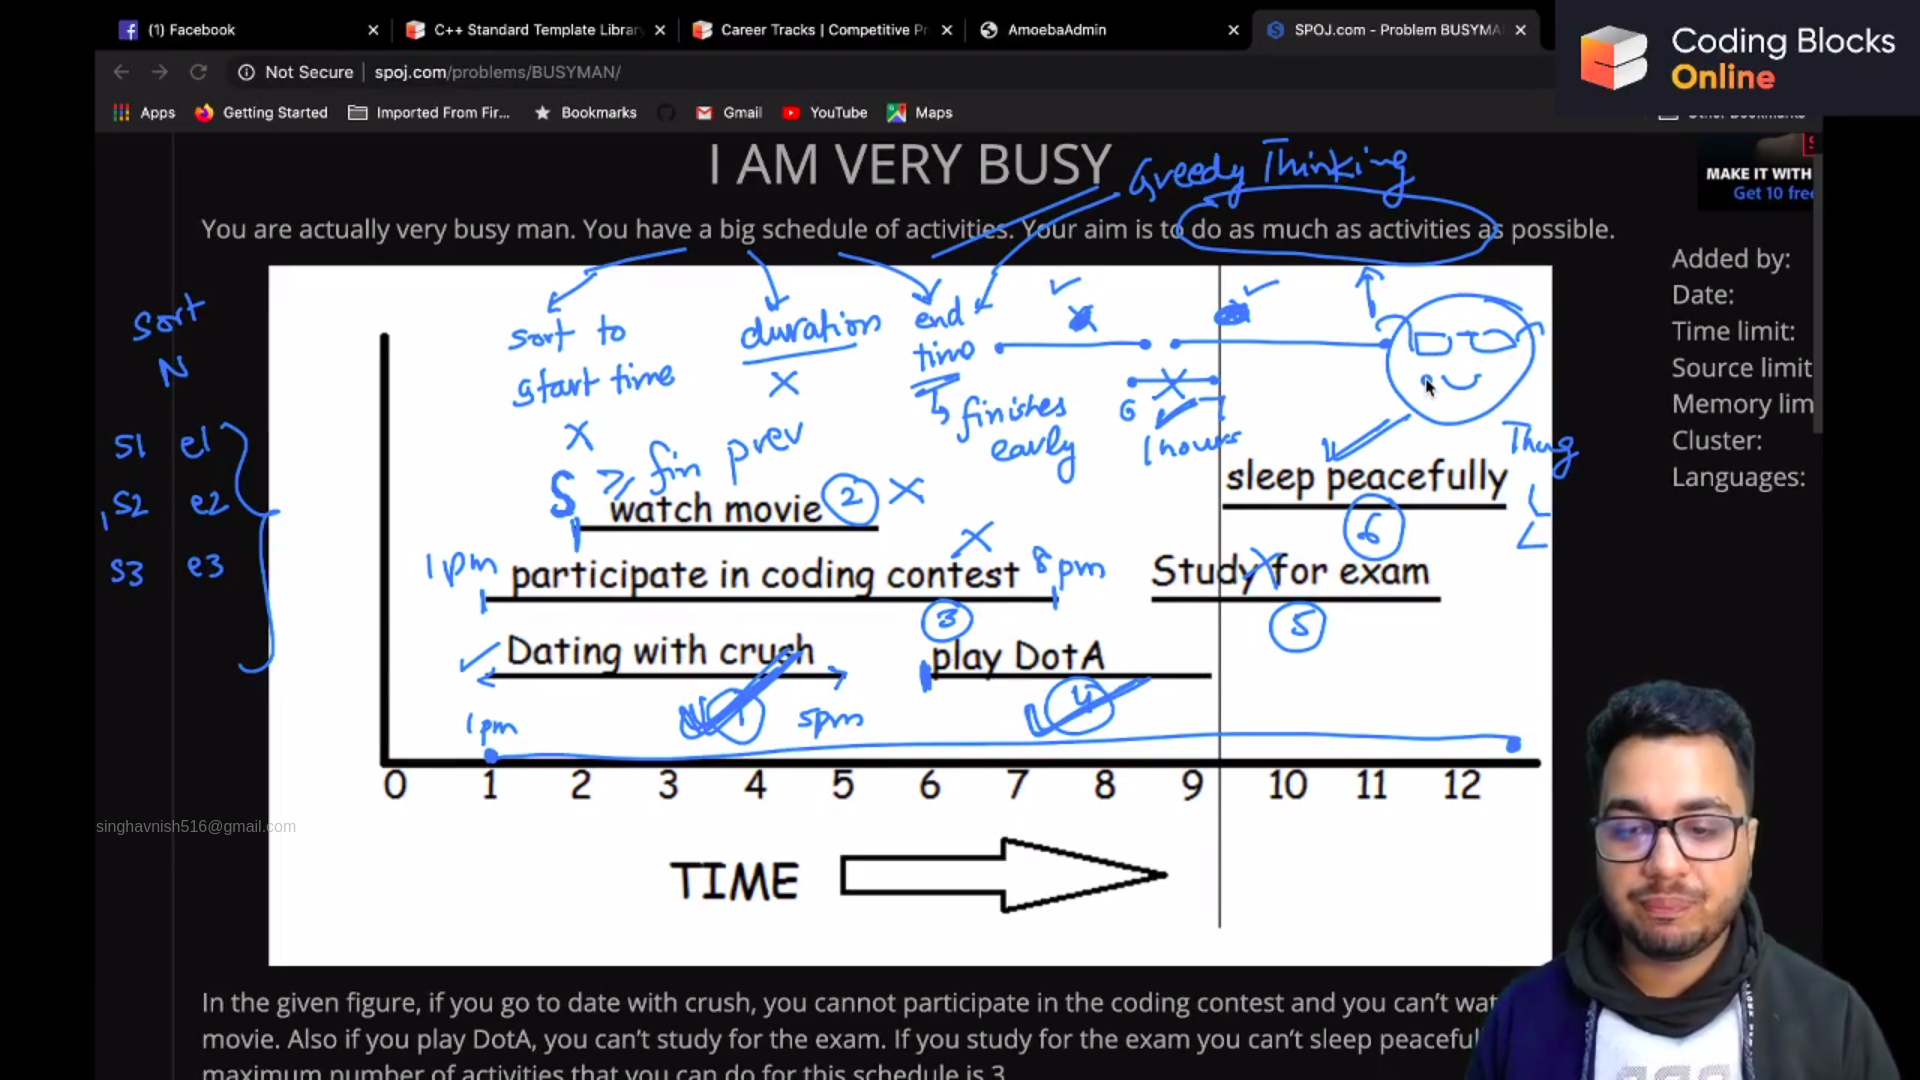 (1) Facebook
C++ Standard Template Librar
Career Tracks | Competitive Pr
AmoebaAdmin
SPOJ.com - Problem BUSYMA
Coding Blocks
Online
Not Secure | spoj.com/problems/BUSYMAN/
Apps
Getting Started
Imported From Fir...
Bookmarks
Gmail
YouTube
Maps
I AM VERY BUSY
Greedy Thinking
MAKE IT WITH
Get 10 free
You are actually very busy man. You have a big schedule of activities. Your aim is to do as much as activities as possible.
Added by:
Date:
Time limit:
Source limit
Memory lim
Cluster:
Languages:
sort
N
s1 e1
s2 e2
s3 e3
sort to
start time
duration
end
time
finishes
early
6
7
1 hour
S ≥ fin prev
Thug
L
L
watch movie 2
sleep peacefully
6
1pm participate in coding contest 8pm
3
Study for exam
5
Dating with crush
play DotA
1pm
1
5pm
4
0 1 2 3 4 5 6 7 8 9 10 11 12
singhavnish516@gmail.com
TIME
In the given figure, if you go to date with crush, you cannot participate in the coding contest and you can't wat
movie. Also if you play DotA, you can't study for the exam. If you study for the exam you can't sleep peaceful
maximum number of activities that you can do for this schedule is 3